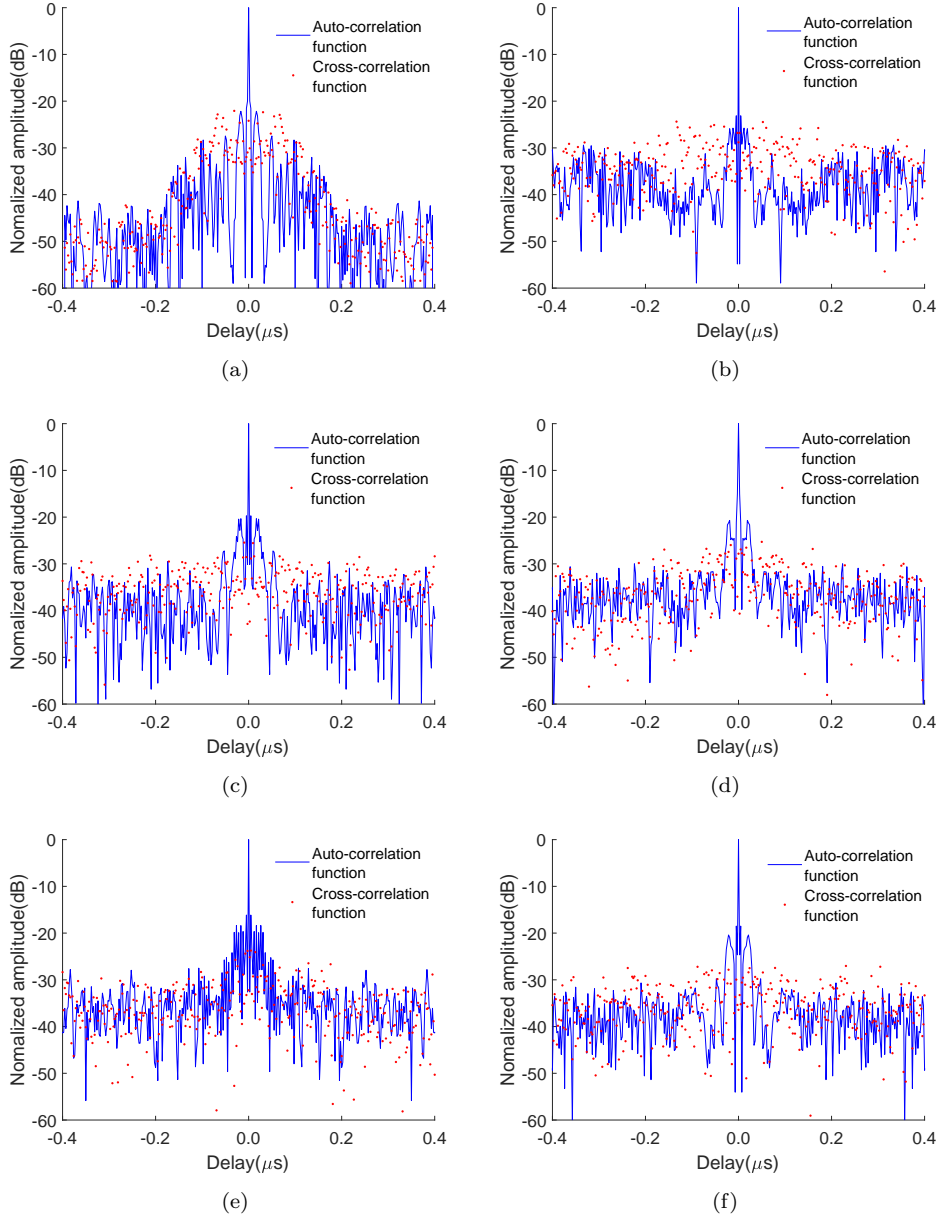 0
-10
-20
-30
-40
-50
-60
-0.4
-0.2
0.0
0.2
0.4
Nomalized amplitude(dB)
Delay(μs)
Auto-correlation
function
Cross-correlation
function
(a)
0
-10
-20
-30
-40
-50
-60
-0.4
-0.2
0.0
0.2
0.4
Nomalized amplitude(dB)
Delay(μs)
Auto-correlation
function
Cross-correlation
function
(b)
0
-10
-20
-30
-40
-50
-60
-0.4
-0.2
0.0
0.2
0.4
Nomalized amplitude(dB)
Delay(μs)
Auto-correlation
function
Cross-correlation
function
(c)
0
-10
-20
-30
-40
-50
-60
-0.4
-0.2
0.0
0.2
0.4
Nomalized amplitude(dB)
Delay(μs)
Auto-correlation
function
Cross-correlation
function
(d)
0
-10
-20
-30
-40
-50
-60
-0.4
-0.2
0.0
0.2
0.4
Nomalized amplitude(dB)
Delay(μs)
Auto-correlation
function
Cross-correlation
function
(e)
0
-10
-20
-30
-40
-50
-60
-0.4
-0.2
0.0
0.2
0.4
Nomalized amplitude(dB)
Delay(μs)
Auto-correlation
function
Cross-correlation
function
(f)